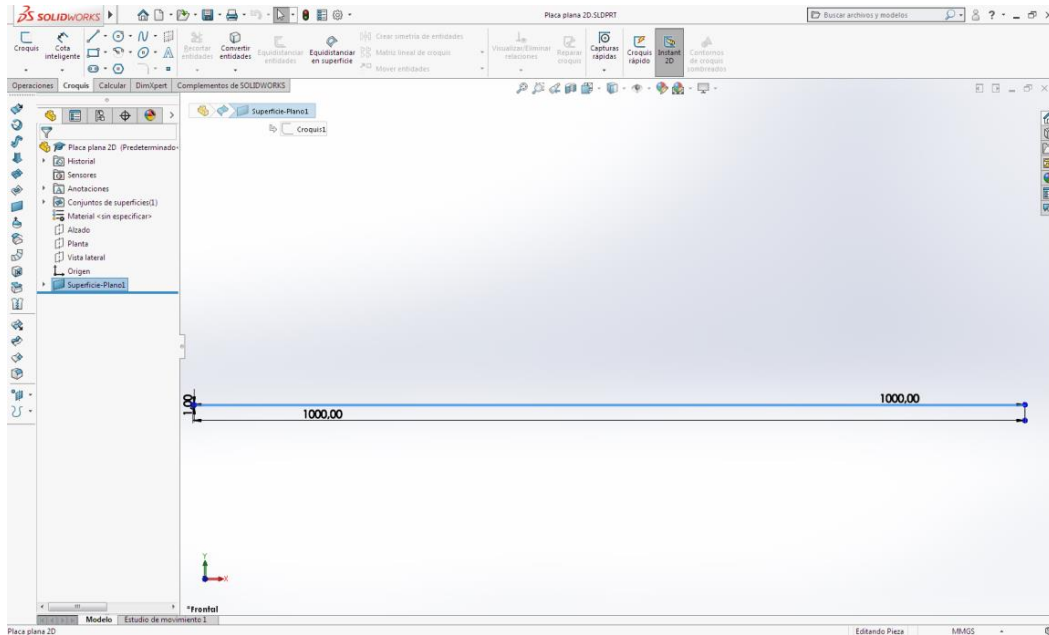 SOLIDWORKS
Placa plana 2D.SLDPRT
Buscar archivos y modelos
Croquis
Cota inteligente
Recortar entidades
Convertir entidades
Equidistanciar entidades
Equidistanciar en superficie
Crear simetría de entidades
Matriz lineal de croquis
Mover entidades
Visualizar/Eliminar relaciones
Reparar croquis
Capturas rápidas
Croquis rápido
Instant 2D
Contornos de croquis sombreados
Operaciones
Croquis
Calcular
DimXpert
Complementos de SOLIDWORKS
Superficie-Plano1
Croquis1
Placa plana 2D (Predeterminado
Historial
Sensores
Anotaciones
Conjuntos de superficies(1)
Material <sin especificar>
Alzado
Planta
Vista lateral
Origen
Superficie-Plano1
1,00
1000,00
1000,00
Y
X
*Frontal
Modelo
Estudio de movimiento 1
Placa plana 2D
Editando Pieza
MMGS